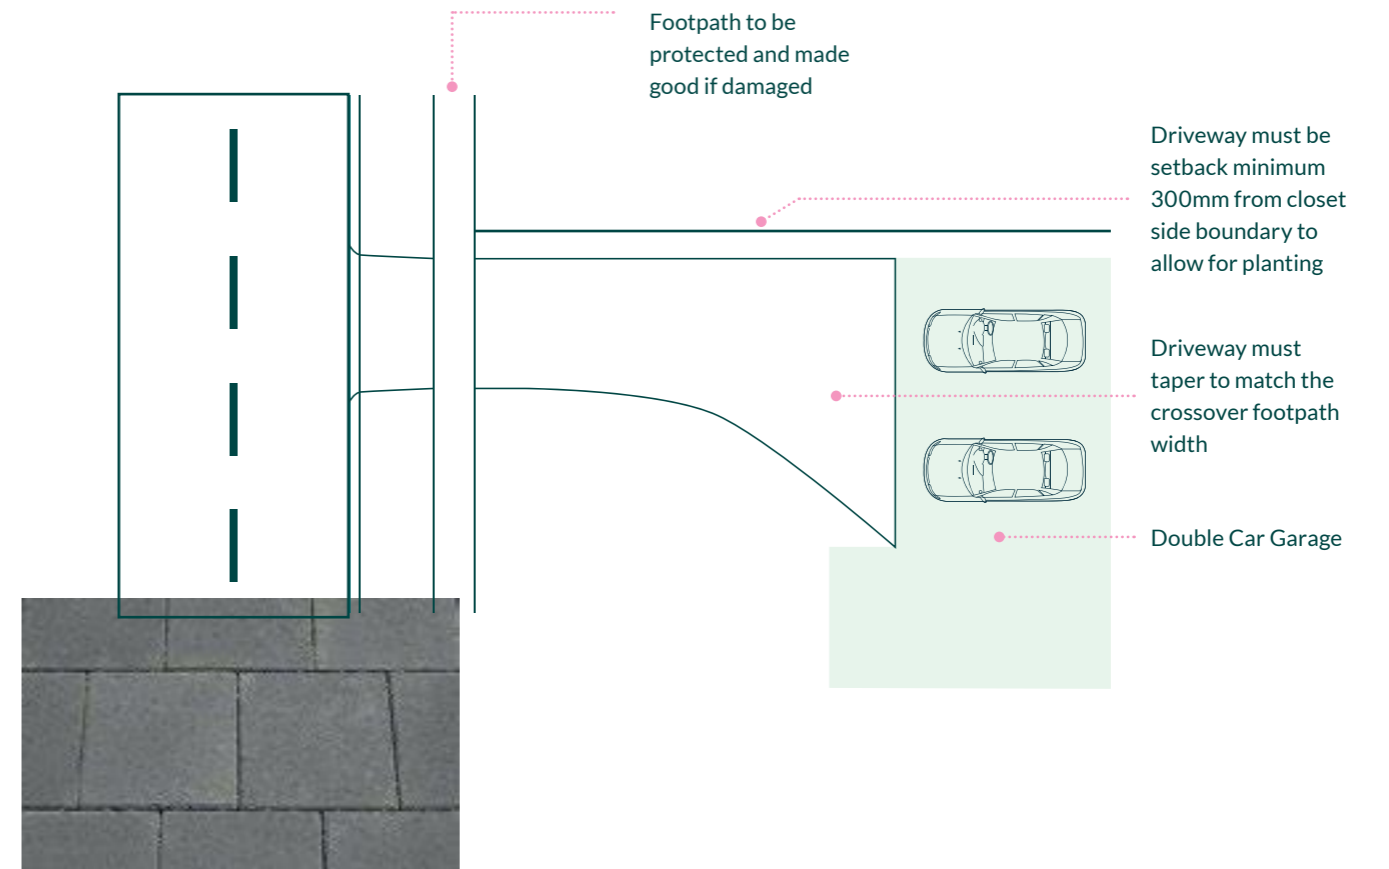 Footpath to be
protected and made
good if damaged
Driveway must be
setback minimum
300mm from closet
side boundary to
allow for planting
Driveway must
taper to match the
crossover footpath
width
Double Car Garage